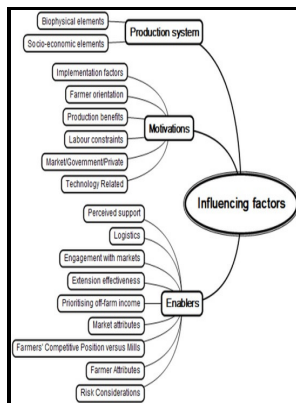 Biophysical elements
Production system
Socio-economic elements
Implementation factors
Farmer orientation
Production benefits
Motivations
Labour constraints
Market/Government/Private
Technology Related
Influencing factors
Perceived support
Logistics
Engagement with markets
Extension effectiveness
Enablers
Prioritising off-farm income
Market attributes
Farmers' Competitive Position versus Mills
Farmer Attributes
Risk Considerations